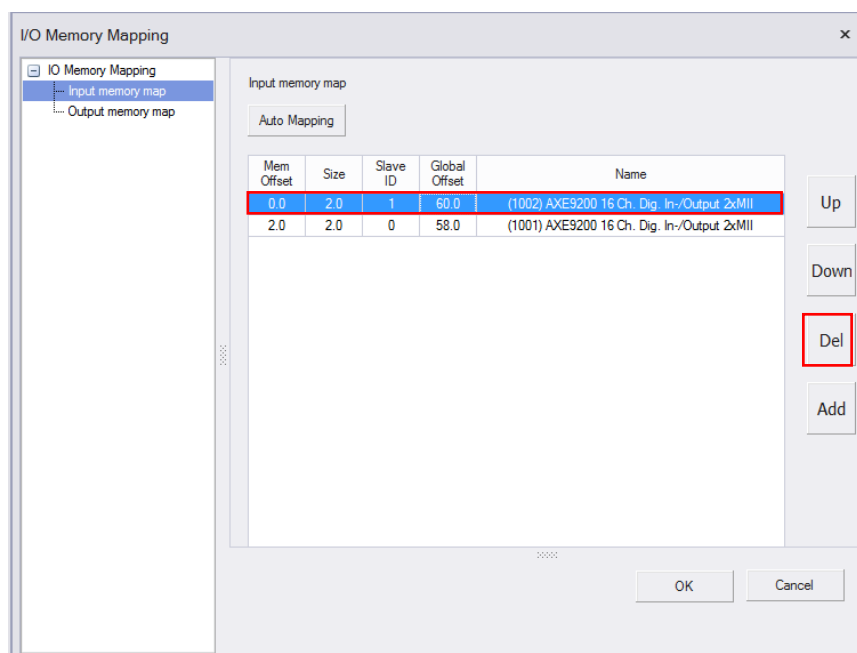 I/O Memory Mapping ×
IO Memory Mapping
Input memory map
Output memory map
Input memory map
Auto Mapping
Mem Offset Size Slave ID Global Offset Name
0.0 2.0 1 60.0 (1002) AXE9200 16 Ch. Dig. In-/Output 2xMII
2.0 2.0 0 58.0 (1001) AXE9200 16 Ch. Dig. In-/Output 2xMII
Up
Down
Del
Add
OK Cancel